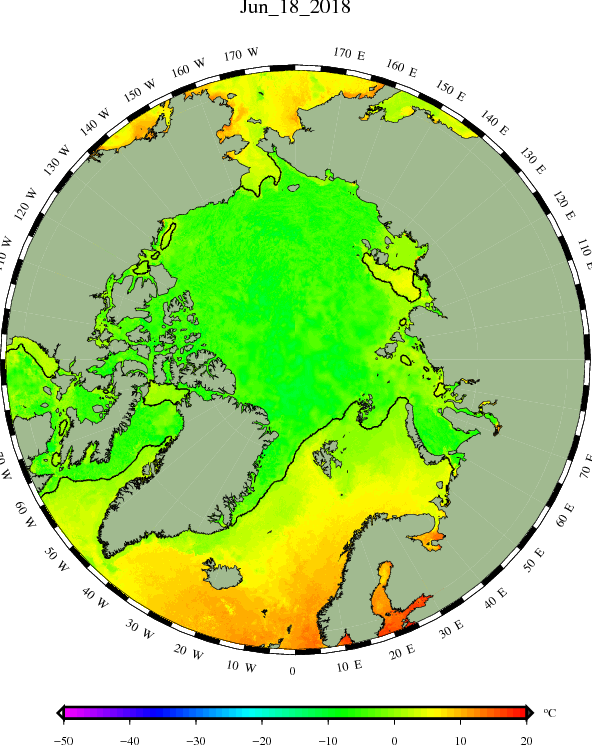 Jun_18_2018
170 W
170 E
160 W
160 E
150 W
150 E
140 W
140 E
130 W
130 E
120 W
120 E
110 E
W
70 E
60 W
60 E
50 W
50 E
40 W
40 E
30 W
30 E
20 W
20 E
10 W
10 E
0
°C
−50 −40 −30 −20 −10 0 10 20